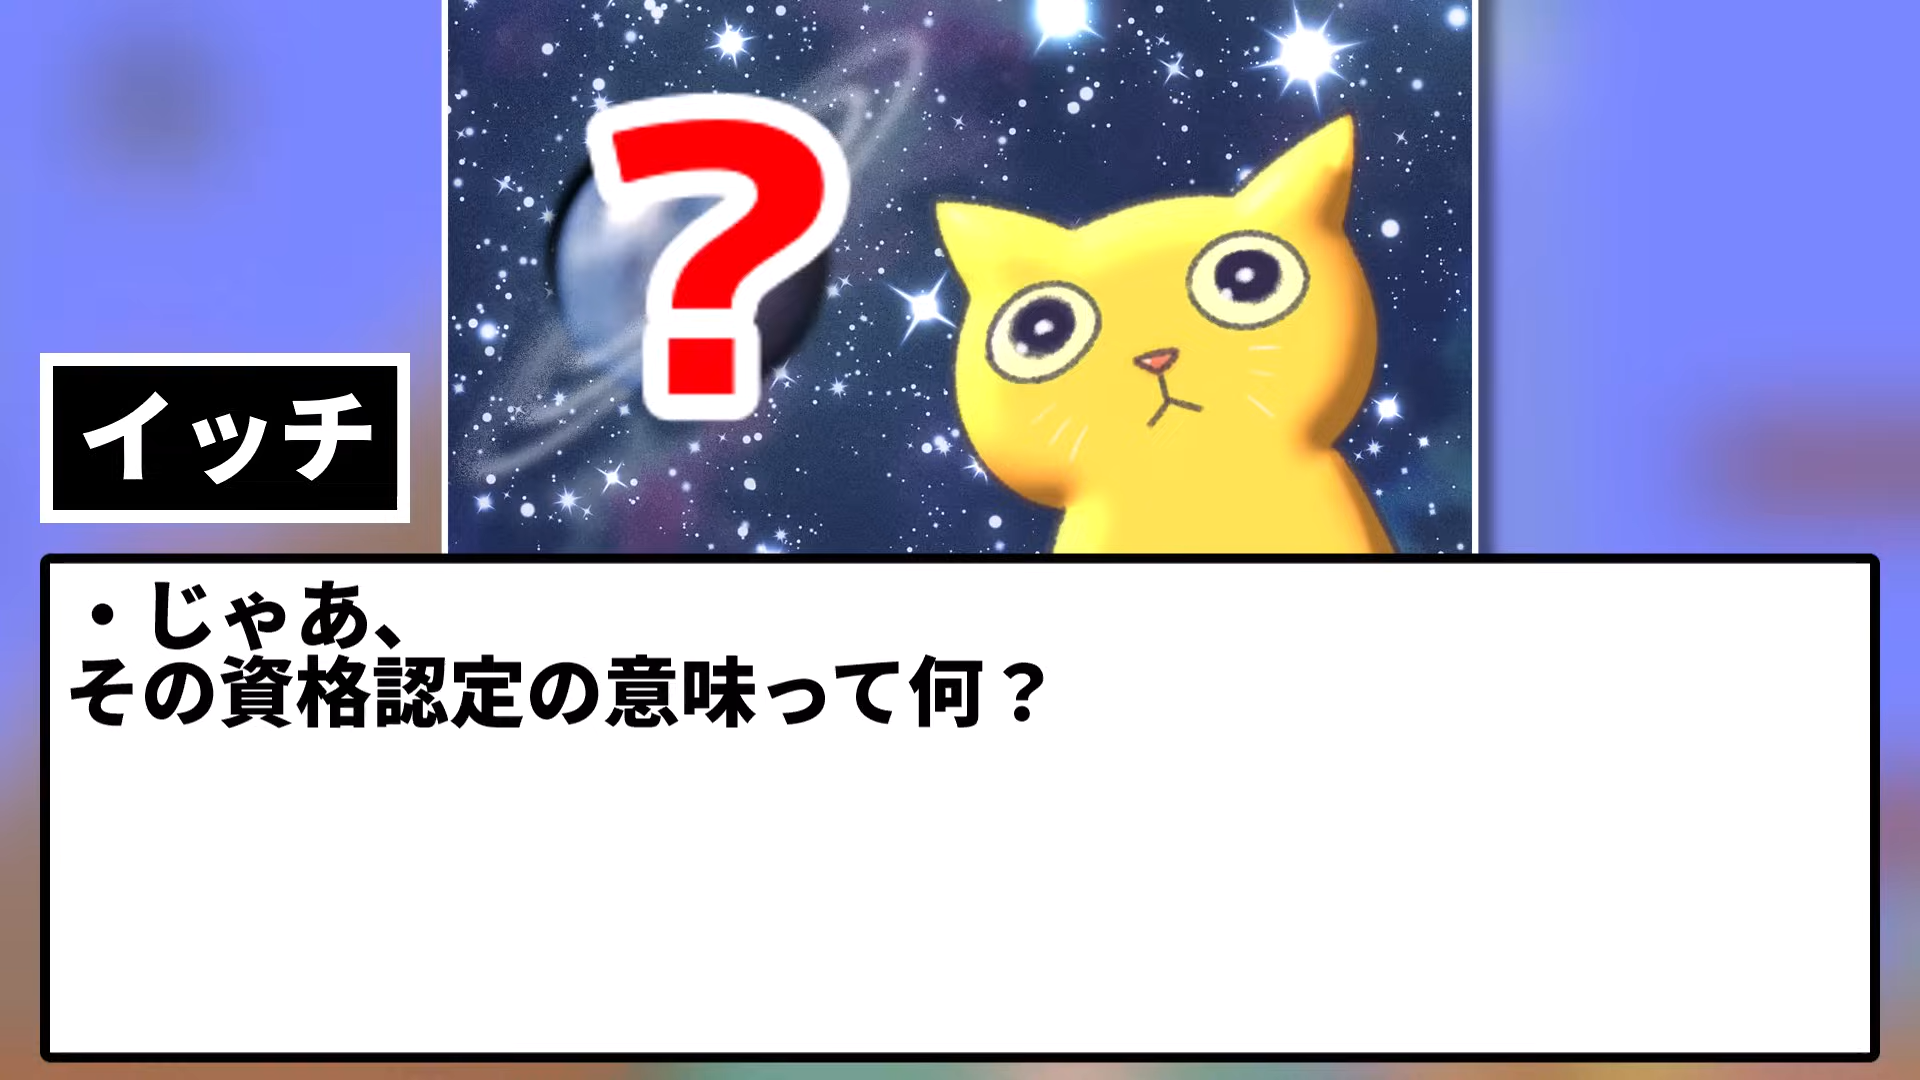 ?
イッチ
・じゃあ、
その資格認定の意味って何？